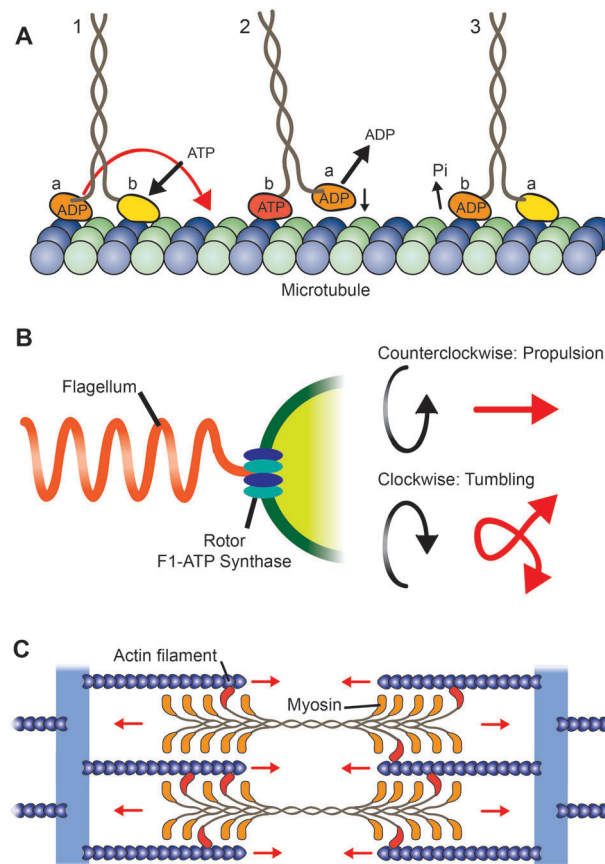 A
1
2
3
ATP
ADP
a
b
a
Pi
b
a
ADP
b
ATP
ADP
ADP
Microtubule
B
Flagellum
Rotor
F1-ATP Synthase
Counterclockwise: Propulsion
Clockwise: Tumbling
C
Actin filament
Myosin